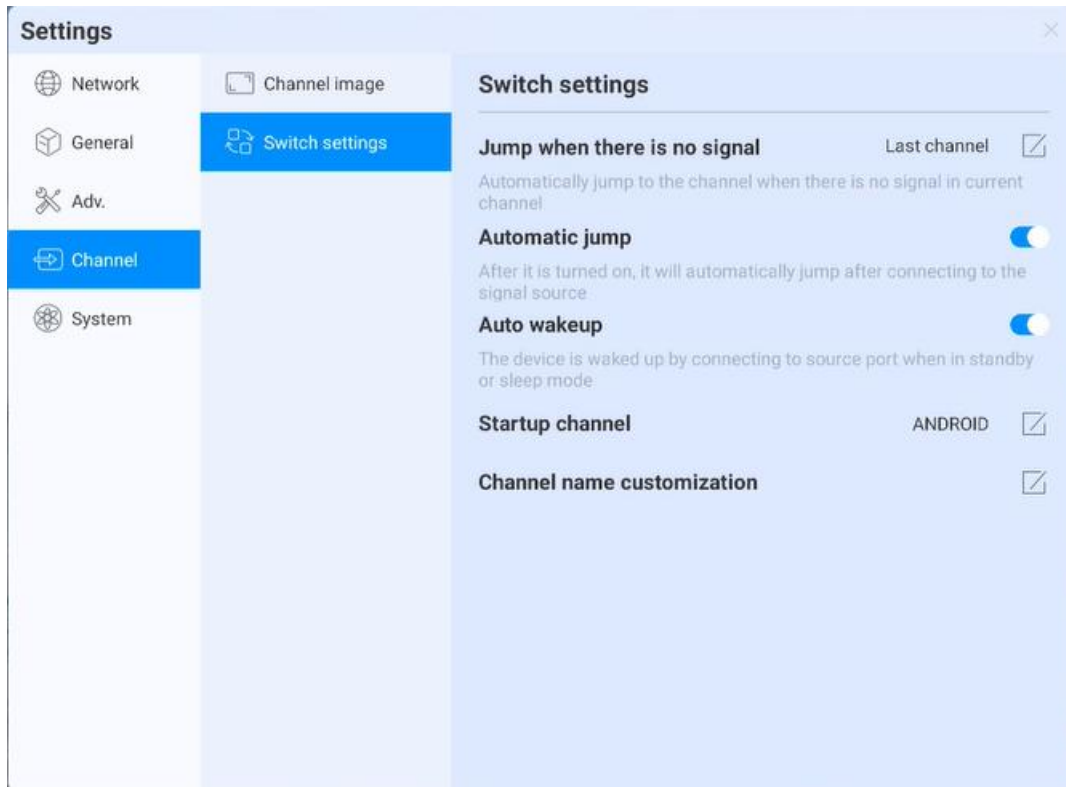 Settings
Network
General
Adv.
Channel
System
Channel image
Switch settings
Switch settings
Jump when there is no signal
Last channel
Automatically jump to the channel when there is no signal in current
channel
Automatic jump
After it is turned on, it will automatically jump after connecting to the
signal source
Auto wakeup
The device is waked up by connecting to source port when in standby
or sleep mode
Startup channel
ANDROID
Channel name customization